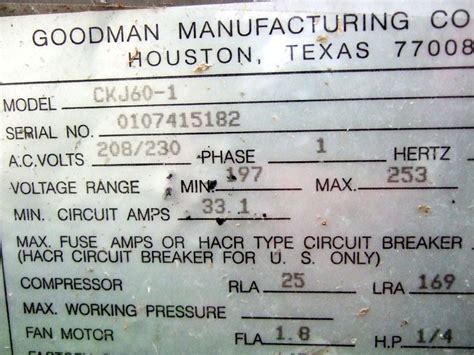 GOODMAN MANUFACTURING CO
HOUSTON, TEXAS 77008
MODEL CKJ60-1
SERIAL NO. 0107415182
A.C. VOLTS 208/230 PHASE 1 HERTZ
VOLTAGE RANGE MIN. 197 MAX. 253
MIN. CIRCUIT AMPS 33.1
MAX. FUSE AMPS OR HACR TYPE CIRCUIT BREAKER
(HACR CIRCUIT BREAKER FOR U. S. ONLY)
COMPRESSOR RLA 25 LRA 169
MAX. WORKING PRESSURE
FAN MOTOR FLA 1.8 H.P 1/4